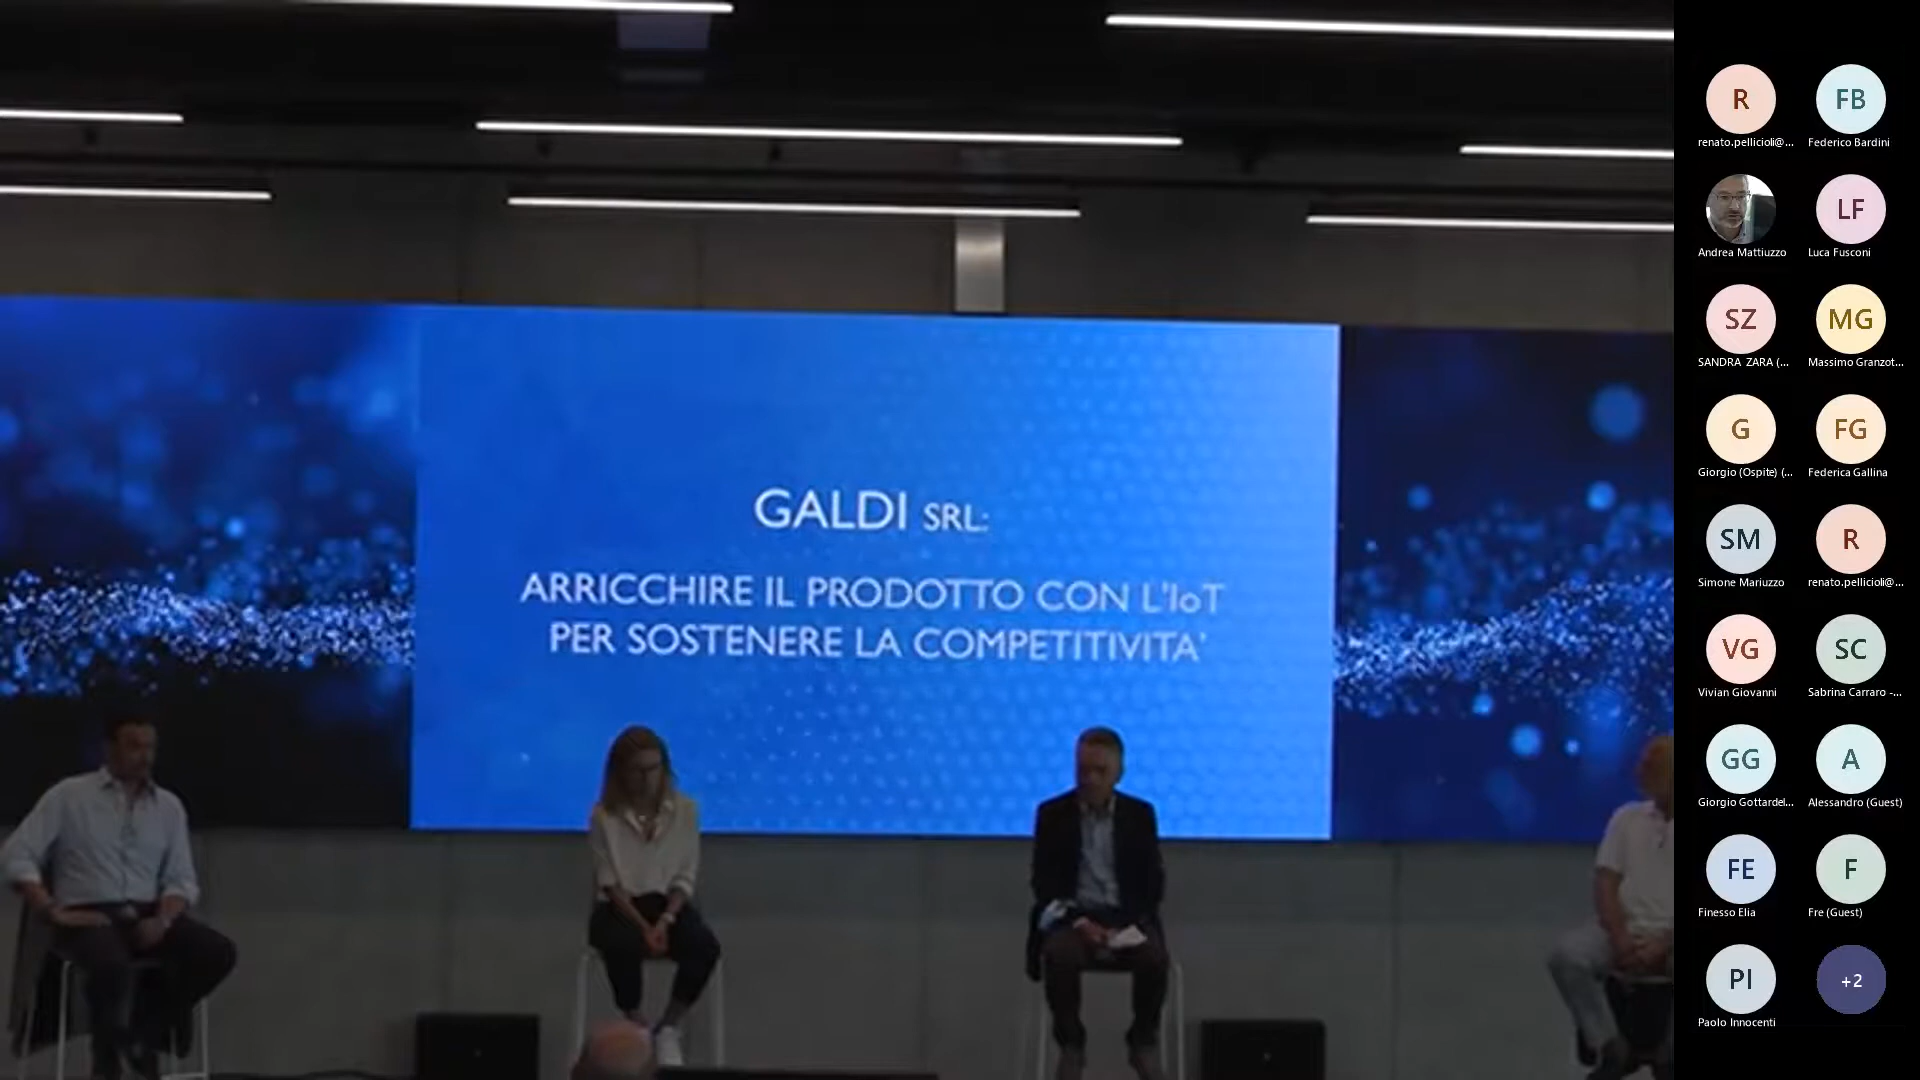 GALDI SRL:
ARRICCHIRE IL PRODOTTO CON L'IoT
PER SOSTENERE LA COMPETITIVITA'
R
FB
renato.pellicioli@...
Federico Bardini
LF
Andrea Mattiuzzo
Luca Fusconi
SZ
MG
SANDRA ZARA (...
Massimo Granzot...
G
FG
Giorgio (Ospite) (...
Federica Gallina
SM
R
Simone Mariuzzo
renato.pellicioli@...
VG
SC
Vivian Giovanni
Sabrina Carraro -...
GG
A
Giorgio Gottardel...
Alessandro (Guest)
FE
F
Finesso Elia
Fre (Guest)
PI
+2
Paolo Innocenti